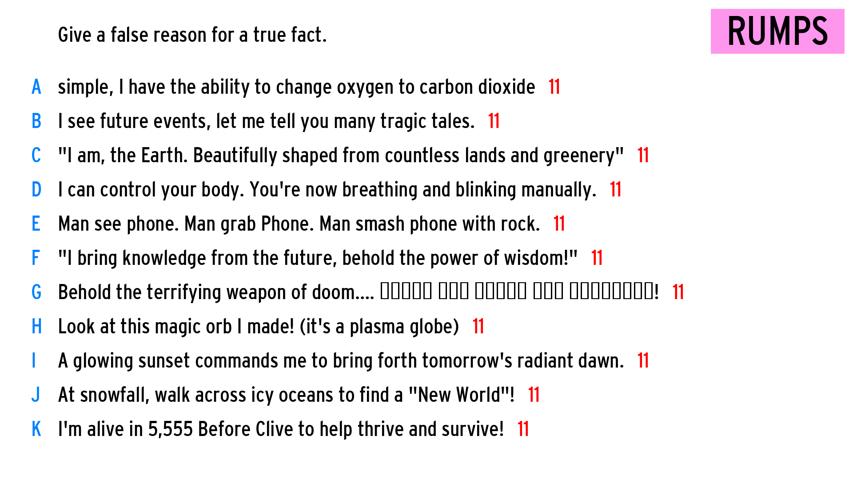 Give a false reason for a true fact.
RUMPS
A simple, I have the ability to change oxygen to carbon dioxide 11
B I see future events, let me tell you many tragic tales. 11
C "I am, the Earth. Beautifully shaped from countless lands and greenery" 11
D I can control your body. You're now breathing and blinking manually. 11
E Man see phone. Man grab Phone. Man smash phone with rock. 11
F "I bring knowledge from the future, behold the power of wisdom!" 11
G Behold the terrifying weapon of doom.... ! 11
H Look at this magic orb I made! (it's a plasma globe) 11
I A glowing sunset commands me to bring forth tomorrow's radiant dawn. 11
J At snowfall, walk across icy oceans to find a "New World"! 11
K I'm alive in 5,555 Before Clive to help thrive and survive! 11